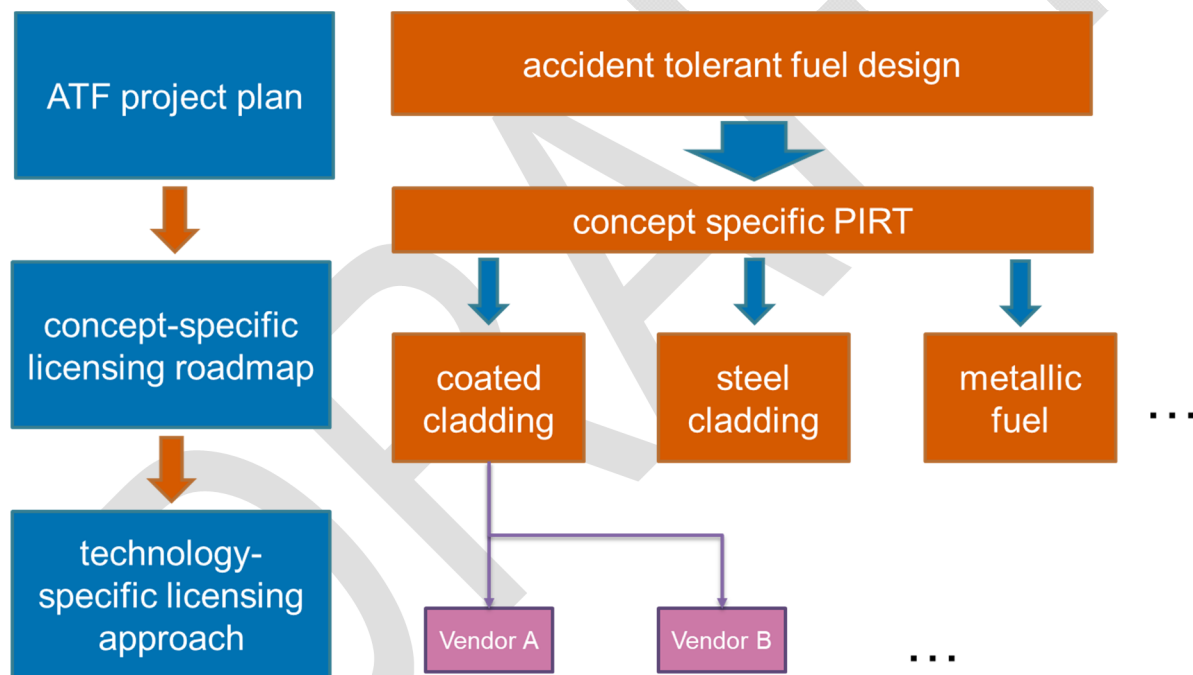 ATF project plan
accident tolerant fuel design
concept specific PIRT
concept-specific
licensing roadmap
coated
cladding
steel
cladding
metallic
fuel
...
technology-
specific licensing
approach
Vendor A
Vendor B
...
DRAFT